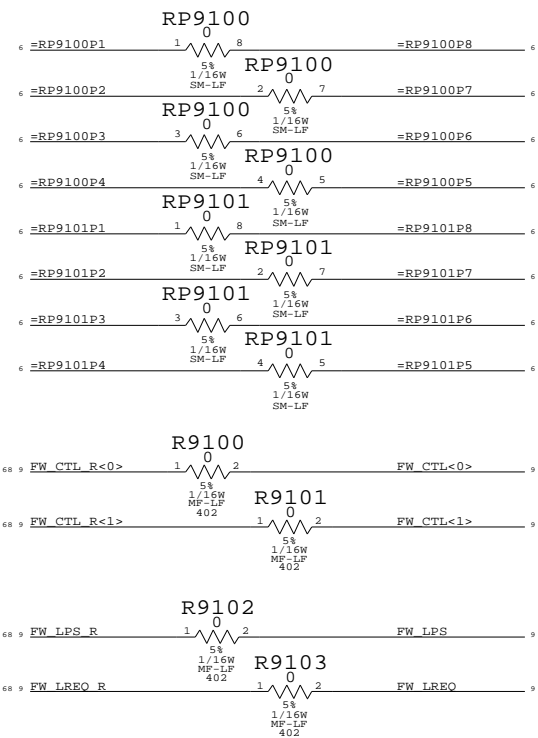 RP9100
0
6 =RP9100P1 1 8 =RP9100P8 6
5%
1/16W
SM-LF
RP9100
0
6 =RP9100P2 2 7 =RP9100P7 6
5%
1/16W
SM-LF
RP9100
0
6 =RP9100P3 3 6 =RP9100P6 6
5%
1/16W
SM-LF
RP9100
0
6 =RP9100P4 4 5 =RP9100P5 6
5%
1/16W
SM-LF
RP9101
0
6 =RP9101P1 1 8 =RP9101P8 6
5%
1/16W
SM-LF
RP9101
0
6 =RP9101P2 2 7 =RP9101P7 6
5%
1/16W
SM-LF
RP9101
0
6 =RP9101P3 3 6 =RP9101P6 6
5%
1/16W
SM-LF
RP9101
0
6 =RP9101P4 4 5 =RP9101P5 6
5%
1/16W
SM-LF
R9100
0
68 9 FW_CTL_R<0> 1 2 FW_CTL<0> 9
5%
1/16W
MF-LF
402
R9101
0
68 9 FW_CTL_R<1> 1 2 FW_CTL<1> 9
5%
1/16W
MF-LF
402
R9102
0
68 9 FW_LPS_R 1 2 FW_LPS 9
5%
1/16W
MF-LF
402
R9103
0
68 9 FW_LREQ_R 1 2 FW_LREQ 9
5%
1/16W
MF-LF
402